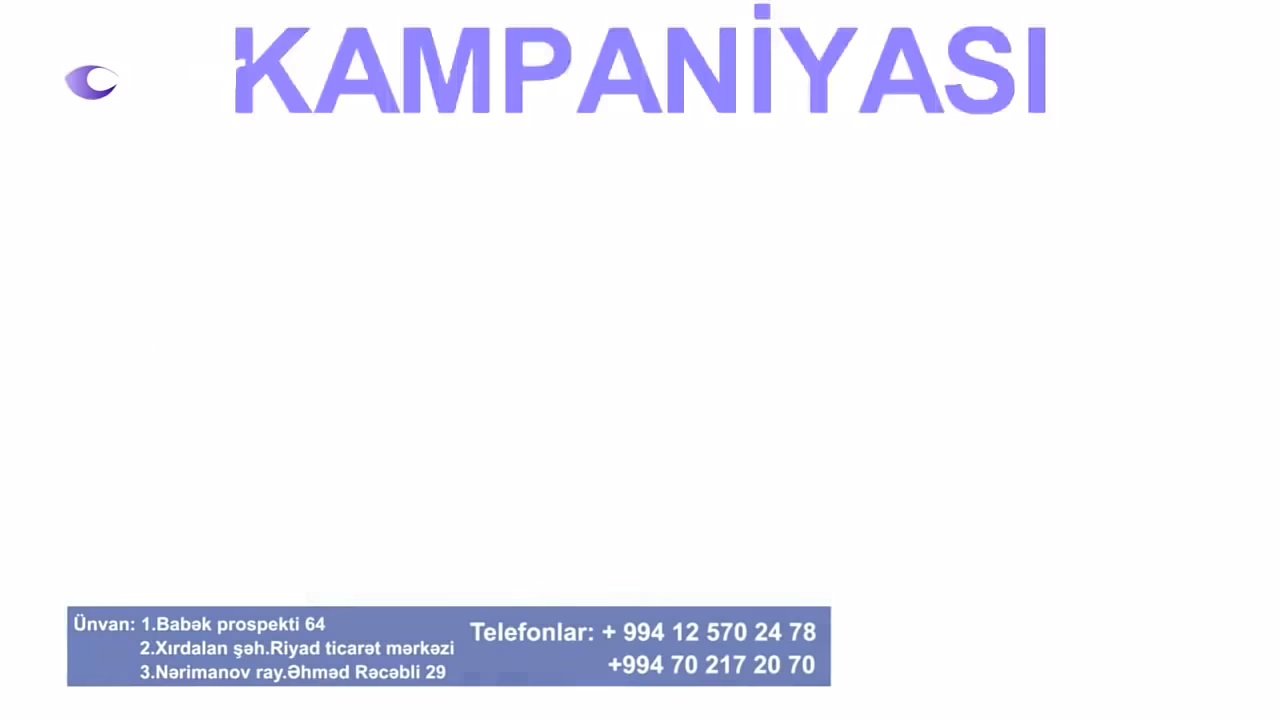 KAMPANİYASI
Ünvan: 1.Babək prospekti 64
2.Xırdalan şəh.Riyad ticarət mərkəzi
3.Nərimanov ray.Əhməd Rəcəbli 29
Telefonlar: + 994 12 570 24 78
+994 70 217 20 70